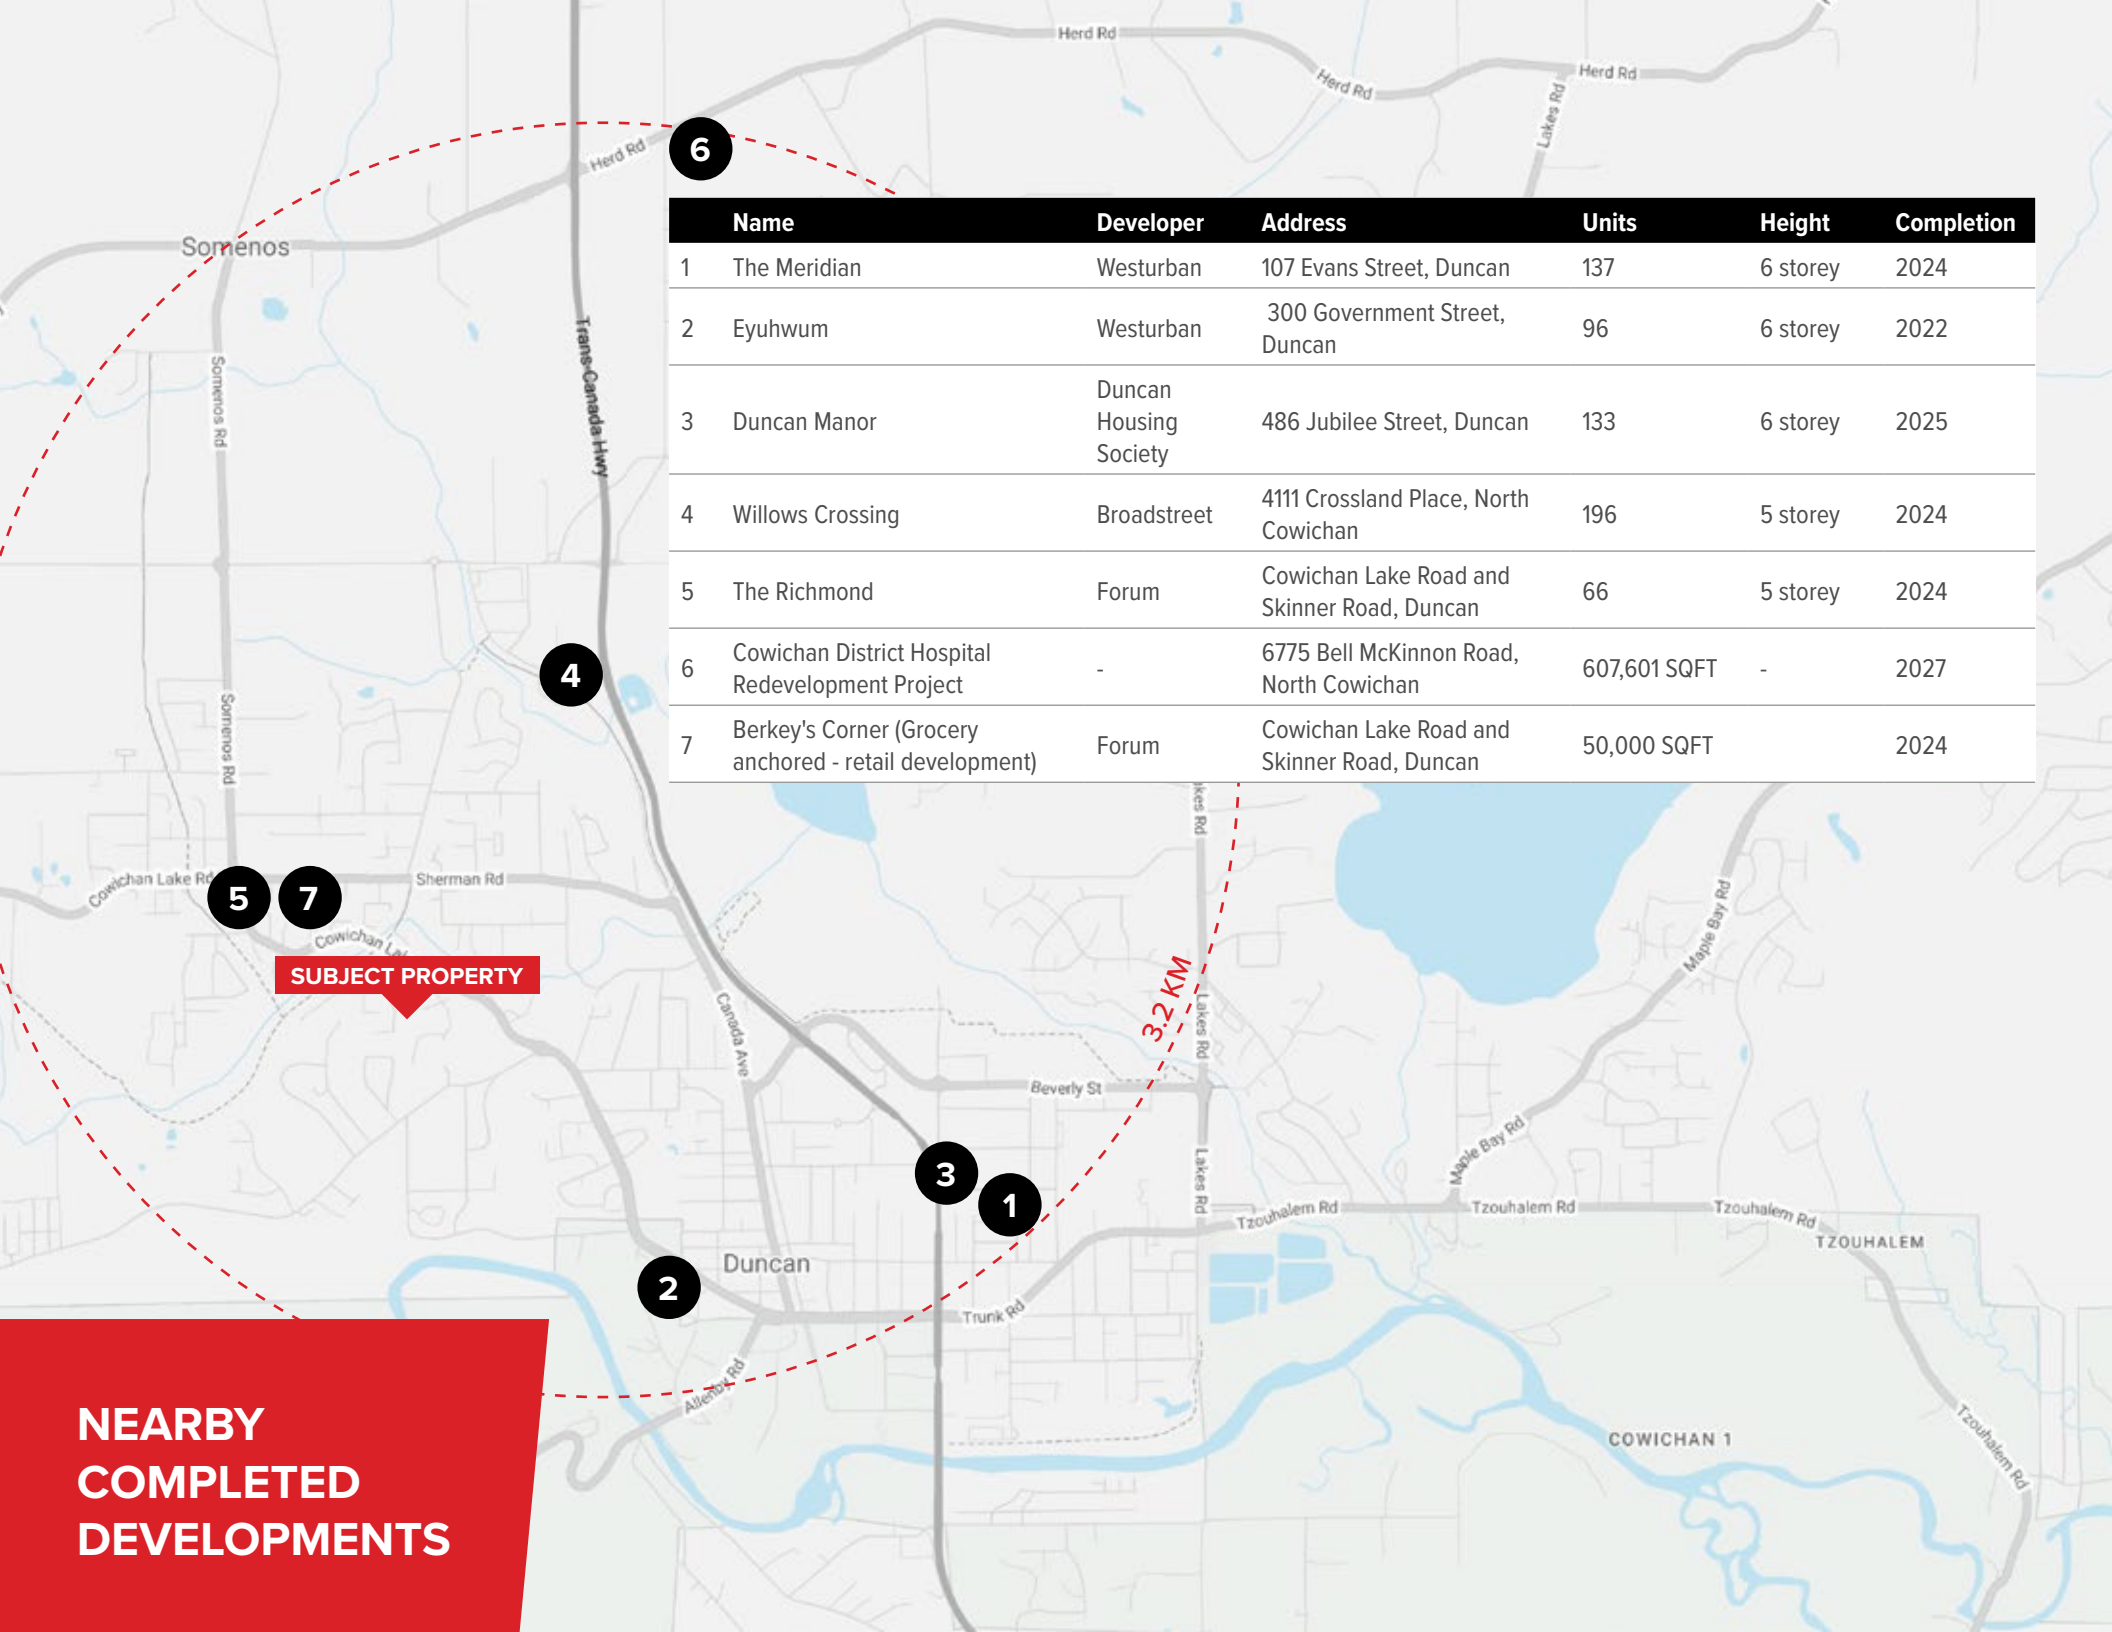 Herd Rd
Herd Rd
Herd Rd
Lakes Rd
Herd Rd
6
Somenos
Trans-Canada Hwy
Somenos Rd
Name Developer Address Units Height Completion
1 The Meridian Westurban 107 Evans Street, Duncan 137 6 storey 2024
2 Eyuhwum Westurban 300 Government Street,
Duncan 96 6 storey 2022
3 Duncan Manor Duncan
Housing
Society 486 Jubilee Street, Duncan 133 6 storey 2025
4 Willows Crossing Broadstreet 4111 Crossland Place, North
Cowichan 196 5 storey 2024
5 The Richmond Forum Cowichan Lake Road and
Skinner Road, Duncan 66 5 storey 2024
6 Cowichan District Hospital
Redevelopment Project - 6775 Bell McKinnon Road,
North Cowichan 607,601 SQFT - 2027
7 Berkey's Corner (Grocery
anchored - retail development) Forum Cowichan Lake Road and
Skinner Road, Duncan 50,000 SQFT 2024
4
Somenos Rd
kes Rd
Cowichan Lake Rd
5
7
Sherman Rd
Cowichan La
SUBJECT PROPERTY
Maple Bay Rd
3.2 KM
Lakes Rd
Canada Ave
Beverly St
Maple Bay Rd
3
1
Lakes Rd
Tzouhalem Rd
Tzouhalem Rd
Tzouhalem Rd
TZOUHALEM
Duncan
2
Trunk Rd
Allenby Rd
COWICHAN 1
Tzouhalem Rd
NEARBY
COMPLETED
DEVELOPMENTS